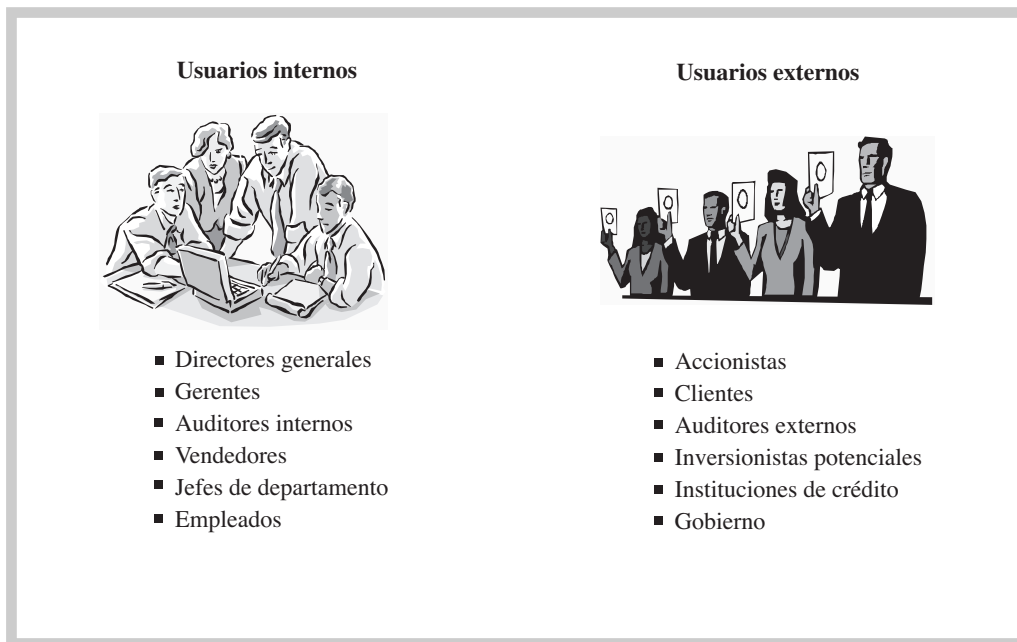 Usuarios internos
Directores generales
Gerentes
Auditores internos
Vendedores
Jefes de departamento
Empleados
Usuarios externos
Accionistas
Clientes
Auditores externos
Inversionistas potenciales
Instituciones de crédito
Gobierno